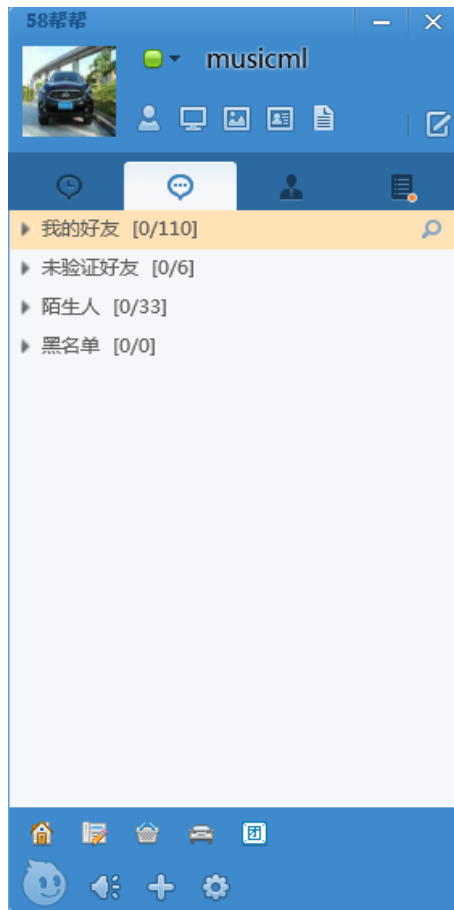 58帮帮
musicml
我的好友 [0/110]
未验证好友 [0/6]
陌生人 [0/33]
黑名单 [0/0]
团